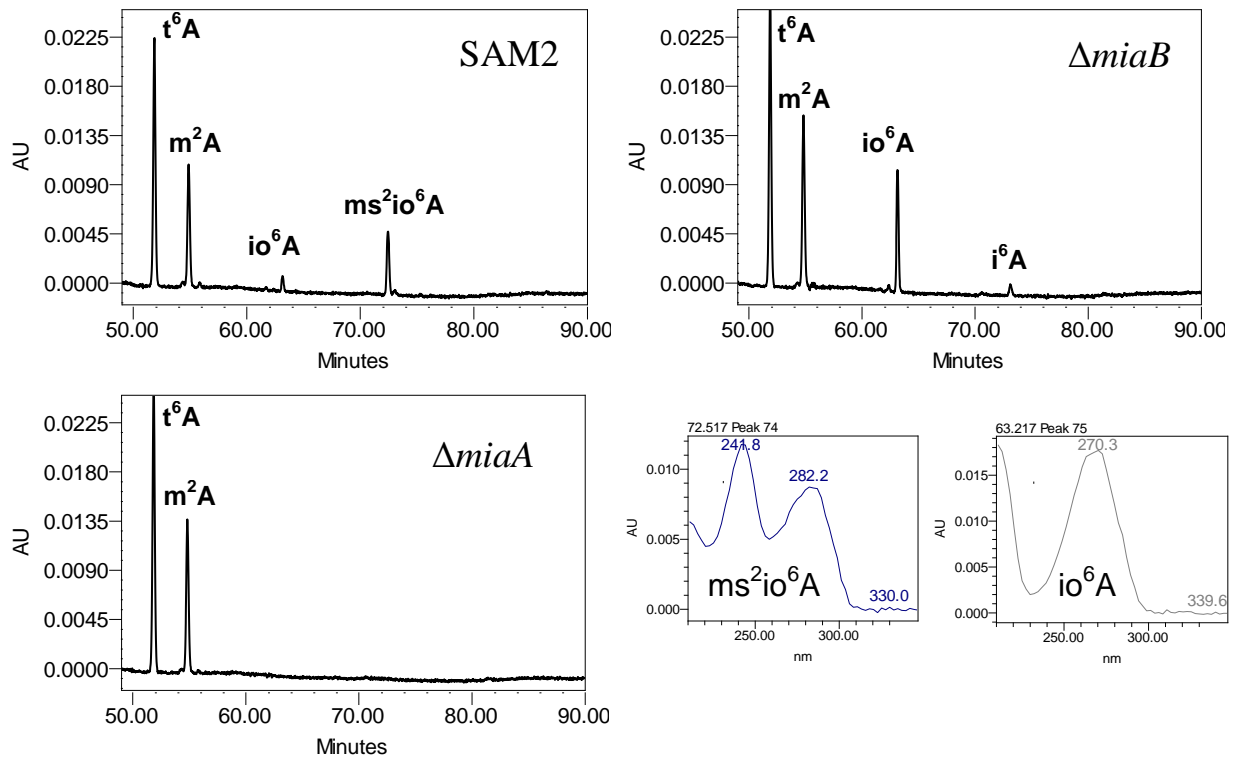 SAM2
t⁶A
m²A
io⁶A
ms²io⁶A
0.0225
0.0180
0.0135
0.0090
0.0045
0.0000
AU
50.00 60.00 70.00 80.00 90.00
Minutes
ΔmiaB
t⁶A
m²A
io⁶A
i⁶A
0.0225
0.0180
0.0135
0.0090
0.0045
0.0000
AU
50.00 60.00 70.00 80.00 90.00
Minutes
ΔmiaA
t⁶A
m²A
0.0225
0.0180
0.0135
0.0090
0.0045
0.0000
AU
50.00 60.00 70.00 80.00 90.00
Minutes
72.517 Peak 74
241.8
282.2
330.0
0.010
0.005
0.000
AU
ms²io⁶A
250.00 300.00
nm
63.217 Peak 75
270.3
339.6
0.015
0.010
0.005
0.000
AU
io⁶A
250.00 300.00
nm